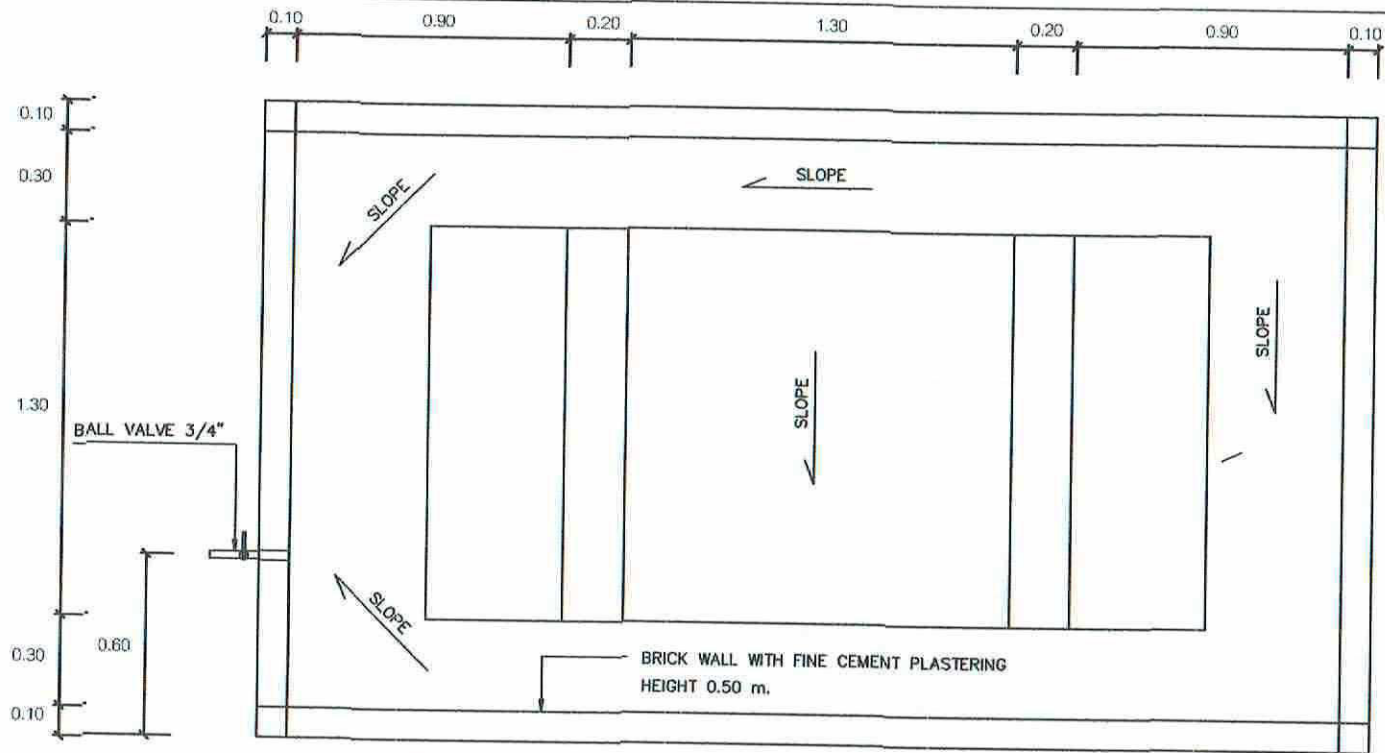 0.10 0.90 0.20 1.30 0.20 0.90 0.10
0.10
0.30
SLOPE
SLOPE
SLOPE
1.30
SLOPE
BALL VALVE 3/4"
SLOPE
0.60
0.30
BRICK WALL WITH FINE CEMENT PLASTERING
HEIGHT 0.50 m.
0.10